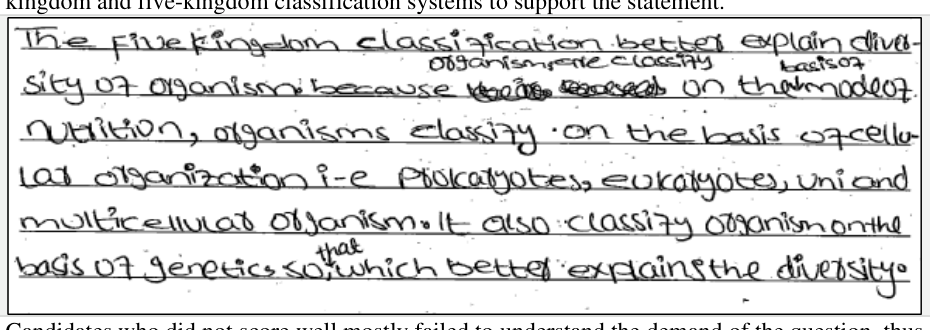 kingdom and five-kingdom classification systems to support the statement.
The Five kingdom classification better explain diver-
organism are classify basis of
sity of organism because on the mode of
nutrition, organisms classify on the basis of cellu-
lar organization i-e Prokaryotes, eukaryotes, uni and
multicellular organism. It also classify organism on the
that
basis of genetics so, which better explains the diversity.
Candidates who did not score well mostly failed to understand the demand of the question, thus